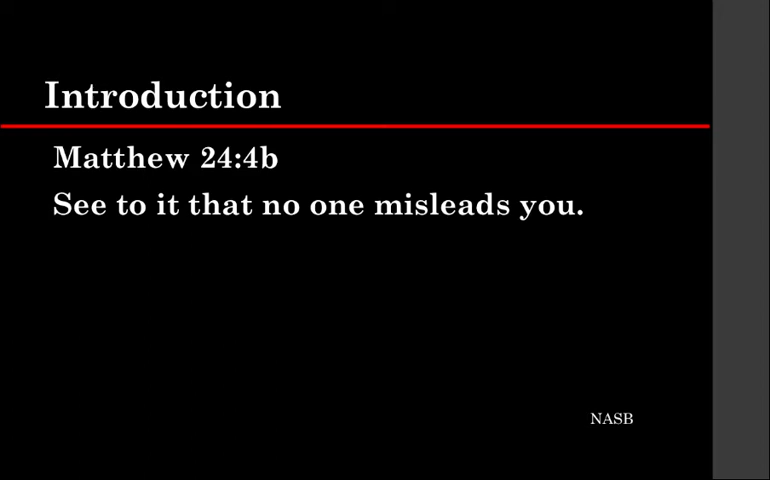 Introduction
Matthew 24:4b
See to it that no one misleads you.
NASB